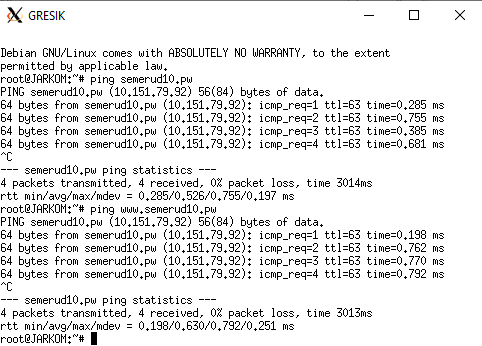 GRESIK
Debian GNU/Linux comes with ABSOLUTELY NO WARRANTY, to the extent
permitted by applicable law.
root@JARKOM:~# ping semerud10.pw
PING semerud10.pw (10.151.79.92) 56(84) bytes of data.
64 bytes from semerud10.pw (10.151.79.92): icmp_req=1 ttl=63 time=0.285 ms
64 bytes from semerud10.pw (10.151.79.92): icmp_req=2 ttl=63 time=0.755 ms
64 bytes from semerud10.pw (10.151.79.92): icmp_req=3 ttl=63 time=0.385 ms
64 bytes from semerud10.pw (10.151.79.92): icmp_req=4 ttl=63 time=0.681 ms
^C
--- semerud10.pw ping statistics ---
4 packets transmitted, 4 received, 0% packet loss, time 3014ms
rtt min/avg/max/mdev = 0.285/0.526/0.755/0.197 ms
root@JARKOM:~# ping www.semerud10.pw
PING semerud10.pw (10.151.79.92) 56(84) bytes of data.
64 bytes from semerud10.pw (10.151.79.92): icmp_req=1 ttl=63 time=0.198 ms
64 bytes from semerud10.pw (10.151.79.92): icmp_req=2 ttl=63 time=0.762 ms
64 bytes from semerud10.pw (10.151.79.92): icmp_req=3 ttl=63 time=0.770 ms
64 bytes from semerud10.pw (10.151.79.92): icmp_req=4 ttl=63 time=0.792 ms
^C
--- semerud10.pw ping statistics ---
4 packets transmitted, 4 received, 0% packet loss, time 3013ms
rtt min/avg/max/mdev = 0.198/0.630/0.792/0.251 ms
root@JARKOM:~#